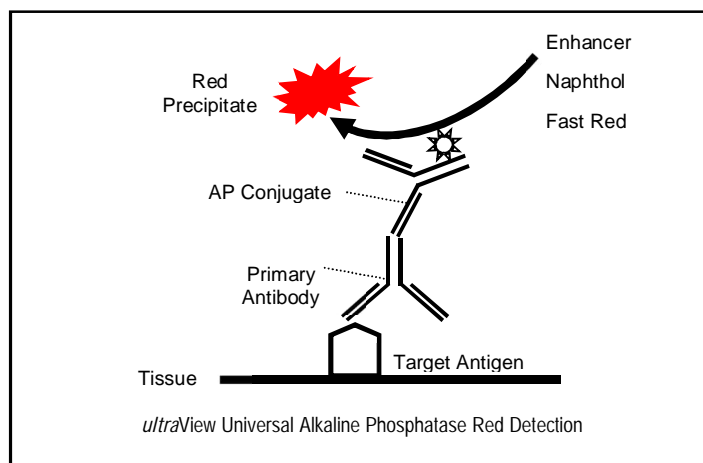 Enhancer
Red
Precipitate
Naphthol
Fast Red
AP Conjugate
Primary
Antibody
Target Antigen
Tissue
ultraView Universal Alkaline Phosphatase Red Detection